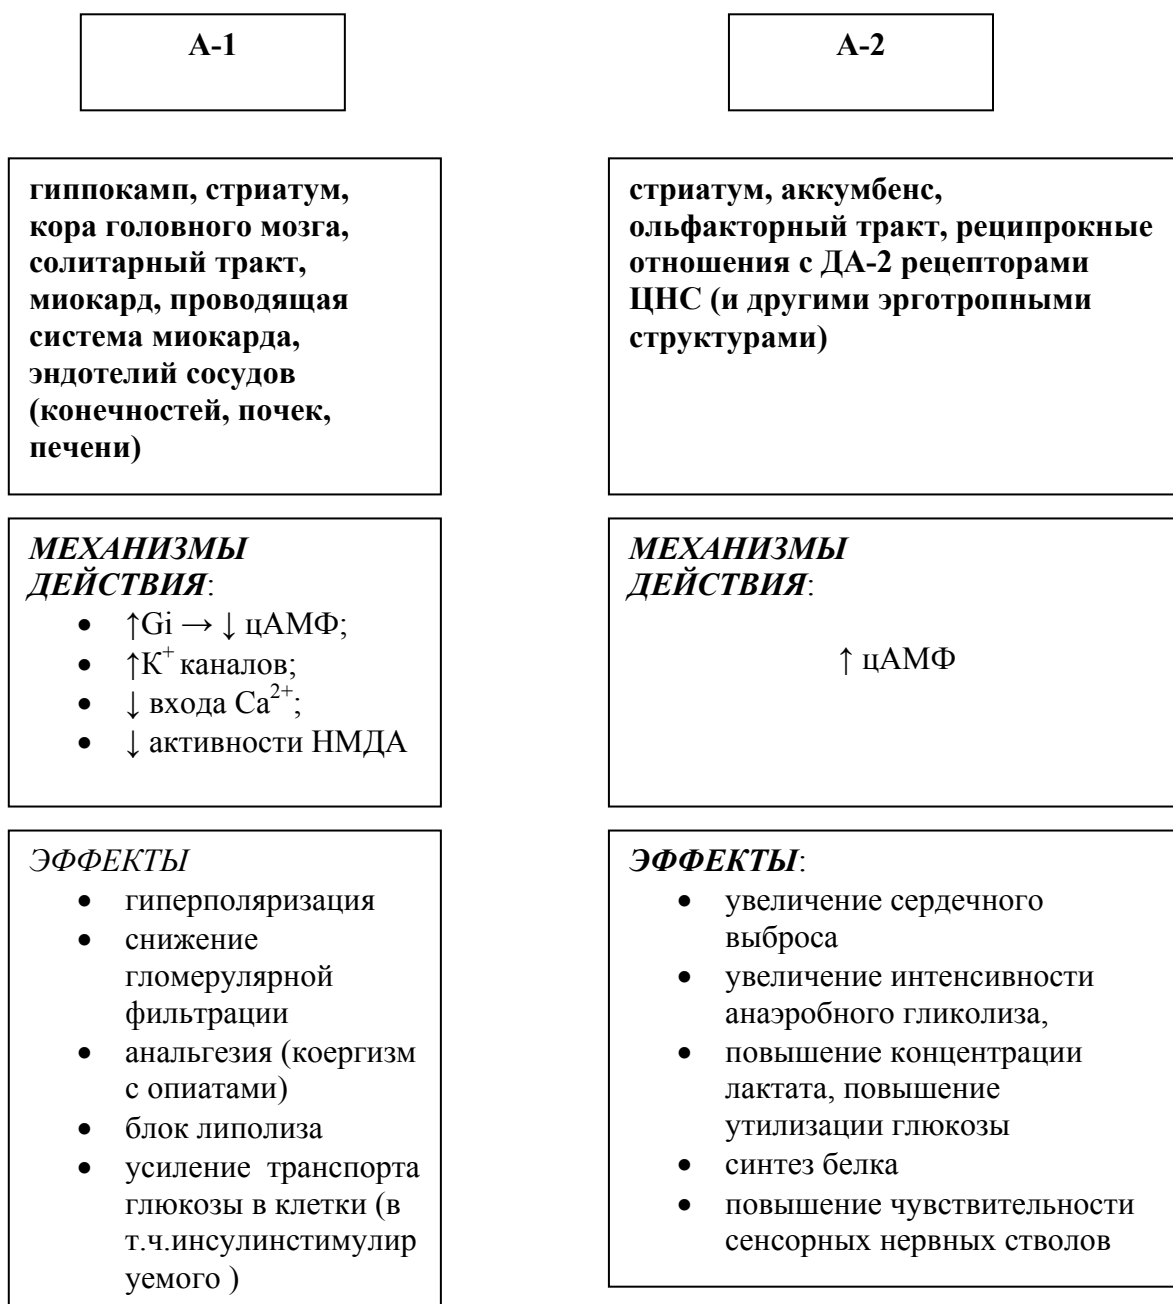 А-1
А-2
гиппокамп, стриатум,
кора головного мозга,
солитарный тракт,
миокард, проводящая
система миокарда,
эндотелий сосудов
(конечностей, почек,
печени)
стриатум, аккумбенс,
ольфакторный тракт, реципрокные
отношения с ДА-2 рецепторами
ЦНС (и другими эрготропными
структурами)
МЕХАНИЗМЫ
ДЕЙСТВИЯ:
• ↑Gi → ↓ цАМФ;
• ↑К⁺ каналов;
• ↓ входа Са²⁺;
• ↓ активности НМДА
МЕХАНИЗМЫ
ДЕЙСТВИЯ:
↑ цАМФ
ЭФФЕКТЫ
• гиперполяризация
• снижение
гломерулярной
фильтрации
• анальгезия (коергизм
с опиатами)
• блок липолиза
• усиление транспорта
глюкозы в клетки (в
т.ч.инсулинстимулир
уемого )
ЭФФЕКТЫ:
• увеличение сердечного
выброса
• увеличение интенсивности
анаэробного гликолиза,
• повышение концентрации
лактата, повышение
утилизации глюкозы
• синтез белка
• повышение чувствительности
сенсорных нервных стволов